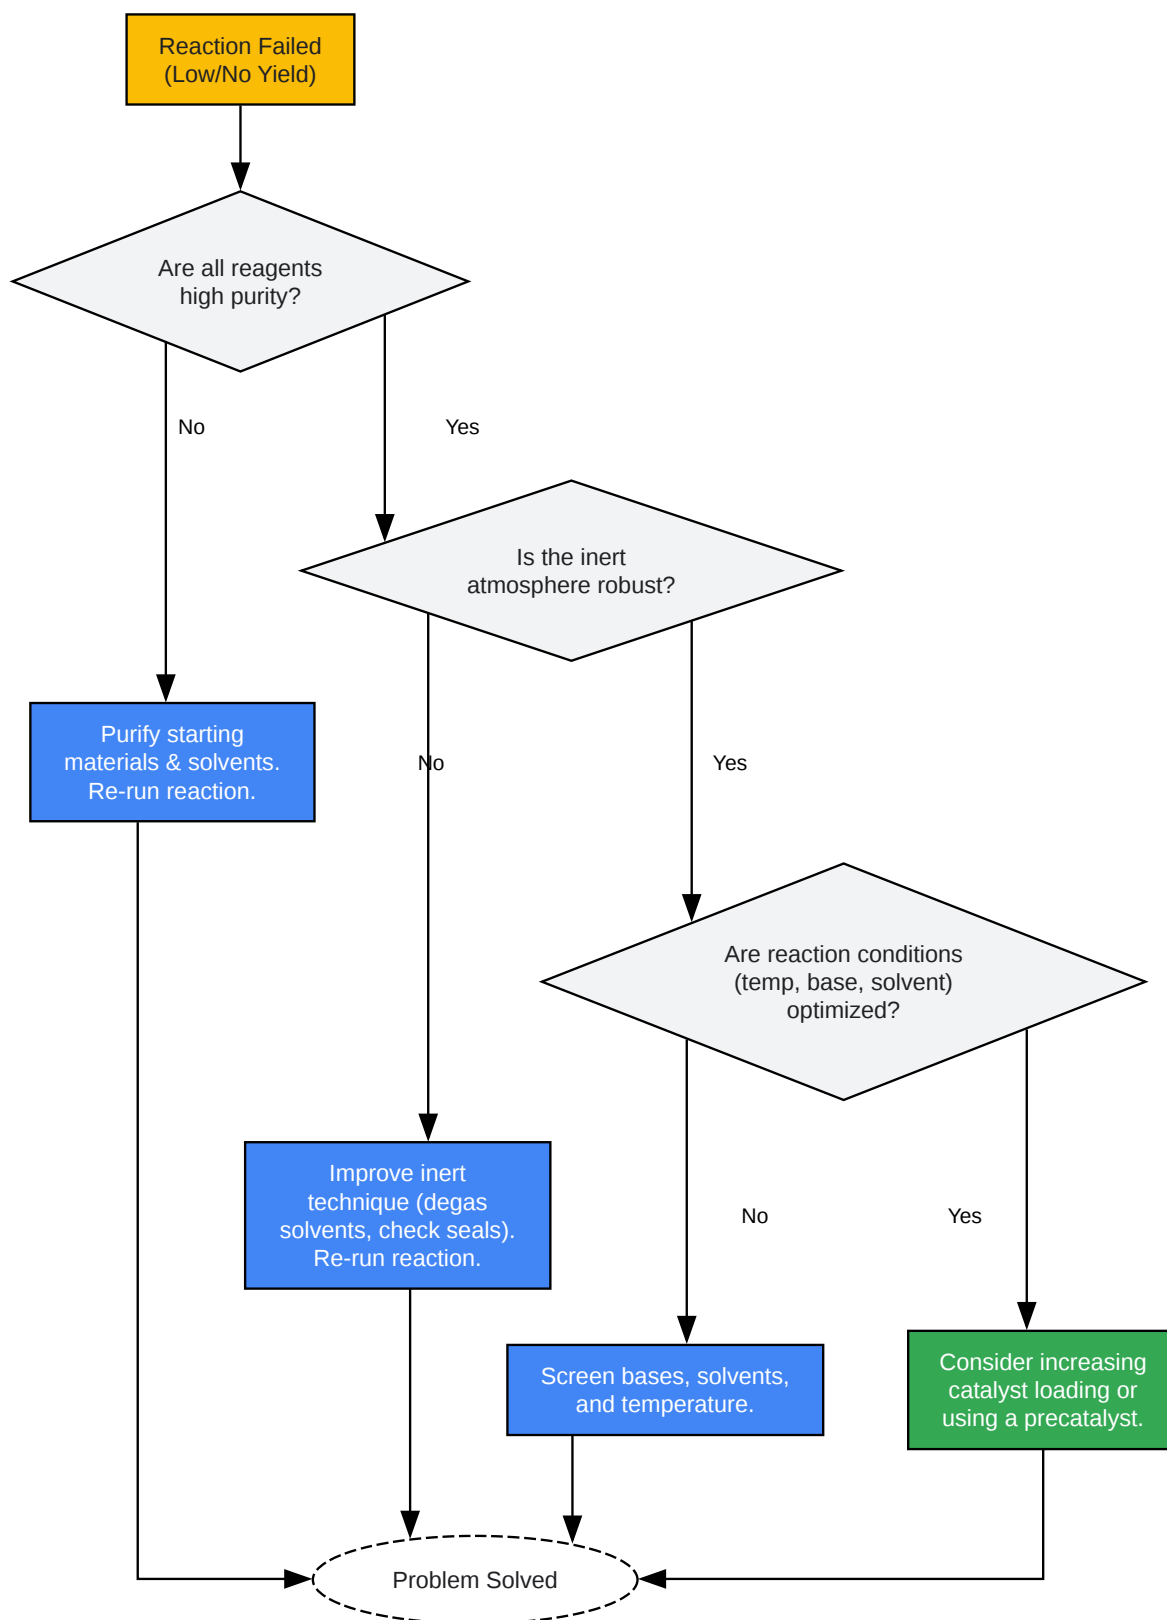 Reaction Failed
(Low/No Yield)
Are all reagents
high purity?
No
Yes
Is the inert
atmosphere robust?
Purify starting
materials & solvents.
Re-run reaction.
No
Yes
Are reaction conditions
(temp, base, solvent)
optimized?
Improve inert
technique (degas
solvents, check seals).
Re-run reaction.
No
Yes
Screen bases, solvents,
and temperature.
Consider increasing
catalyst loading or
using a precatalyst.
Problem Solved